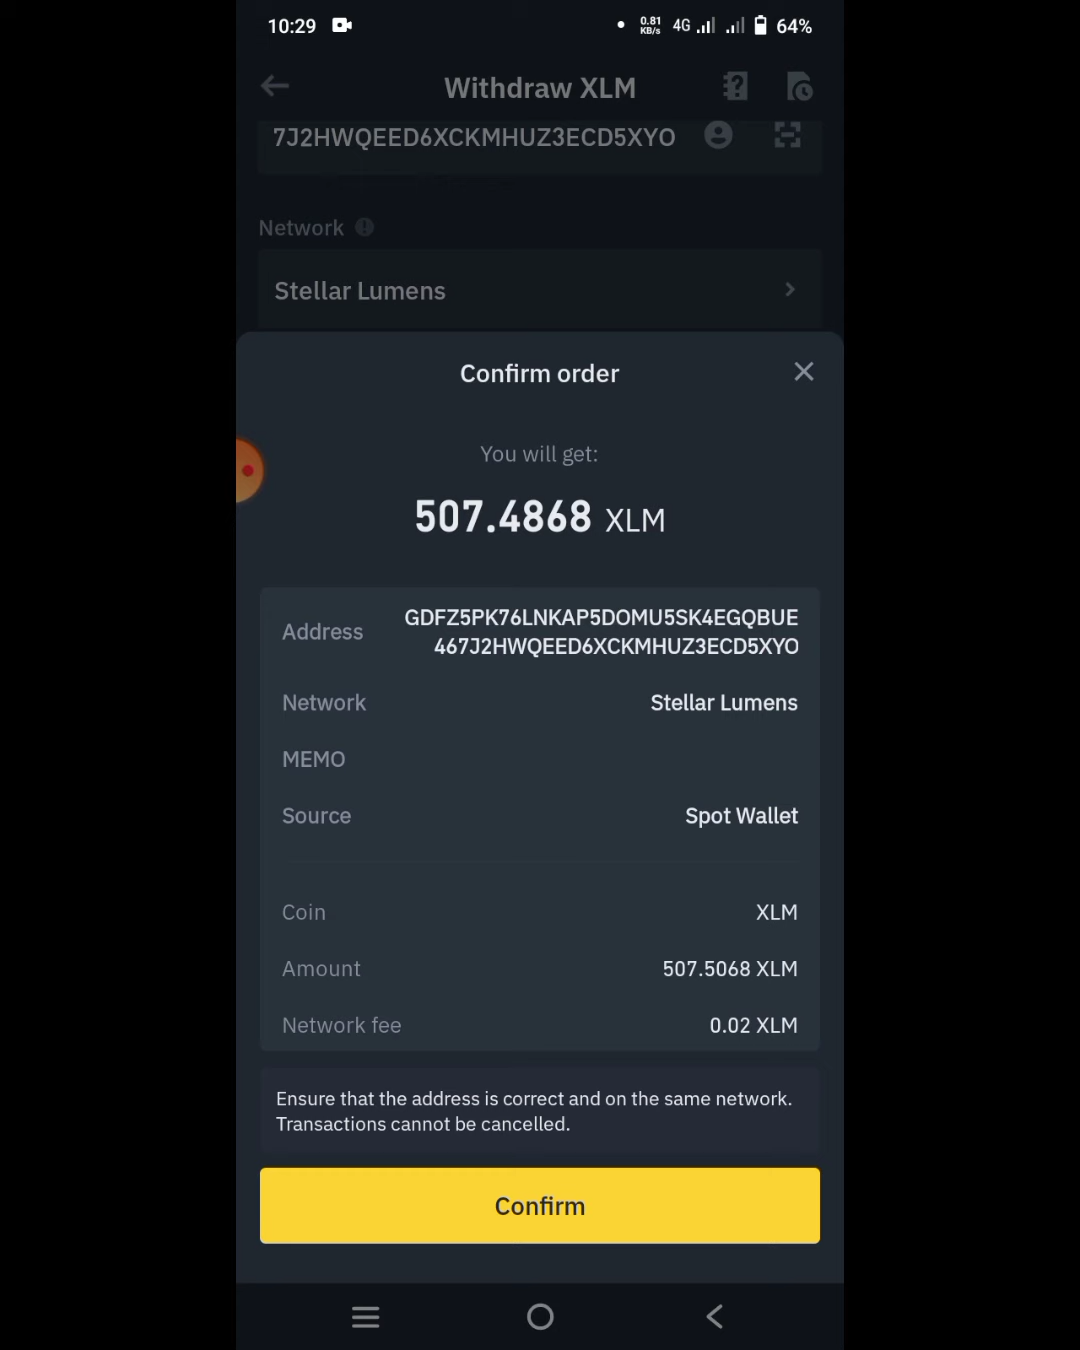 10:29
0.81
KB/s
4G
64%
Withdraw XLM
7J2HWQEED6XCKMHUZ3ECD5XYO
Network
Stellar Lumens
Confirm order
You will get:
507.4868 XLM
Address
GDFZ5PK76LNKAP5DOMU5SK4EGQBUE
467J2HWQEED6XCKMHUZ3ECD5XYO
Network
Stellar Lumens
MEMO
Source
Spot Wallet
Coin
XLM
Amount
507.5068 XLM
Network fee
0.02 XLM
Ensure that the address is correct and on the same network.
Transactions cannot be cancelled.
Confirm